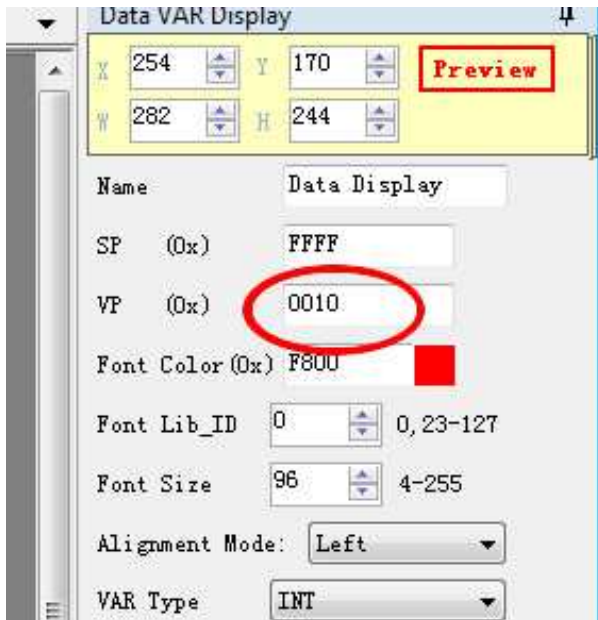 Data VAR Display
X 254 Y 170 Preview
W 282 H 244
Name Data Display
SP (0x) FFFF
VP (0x) 0010
Font Color(0x) F800
Font Lib_ID 0 0,23-127
Font Size 96 4-255
Alignment Mode: Left
VAR Type INT